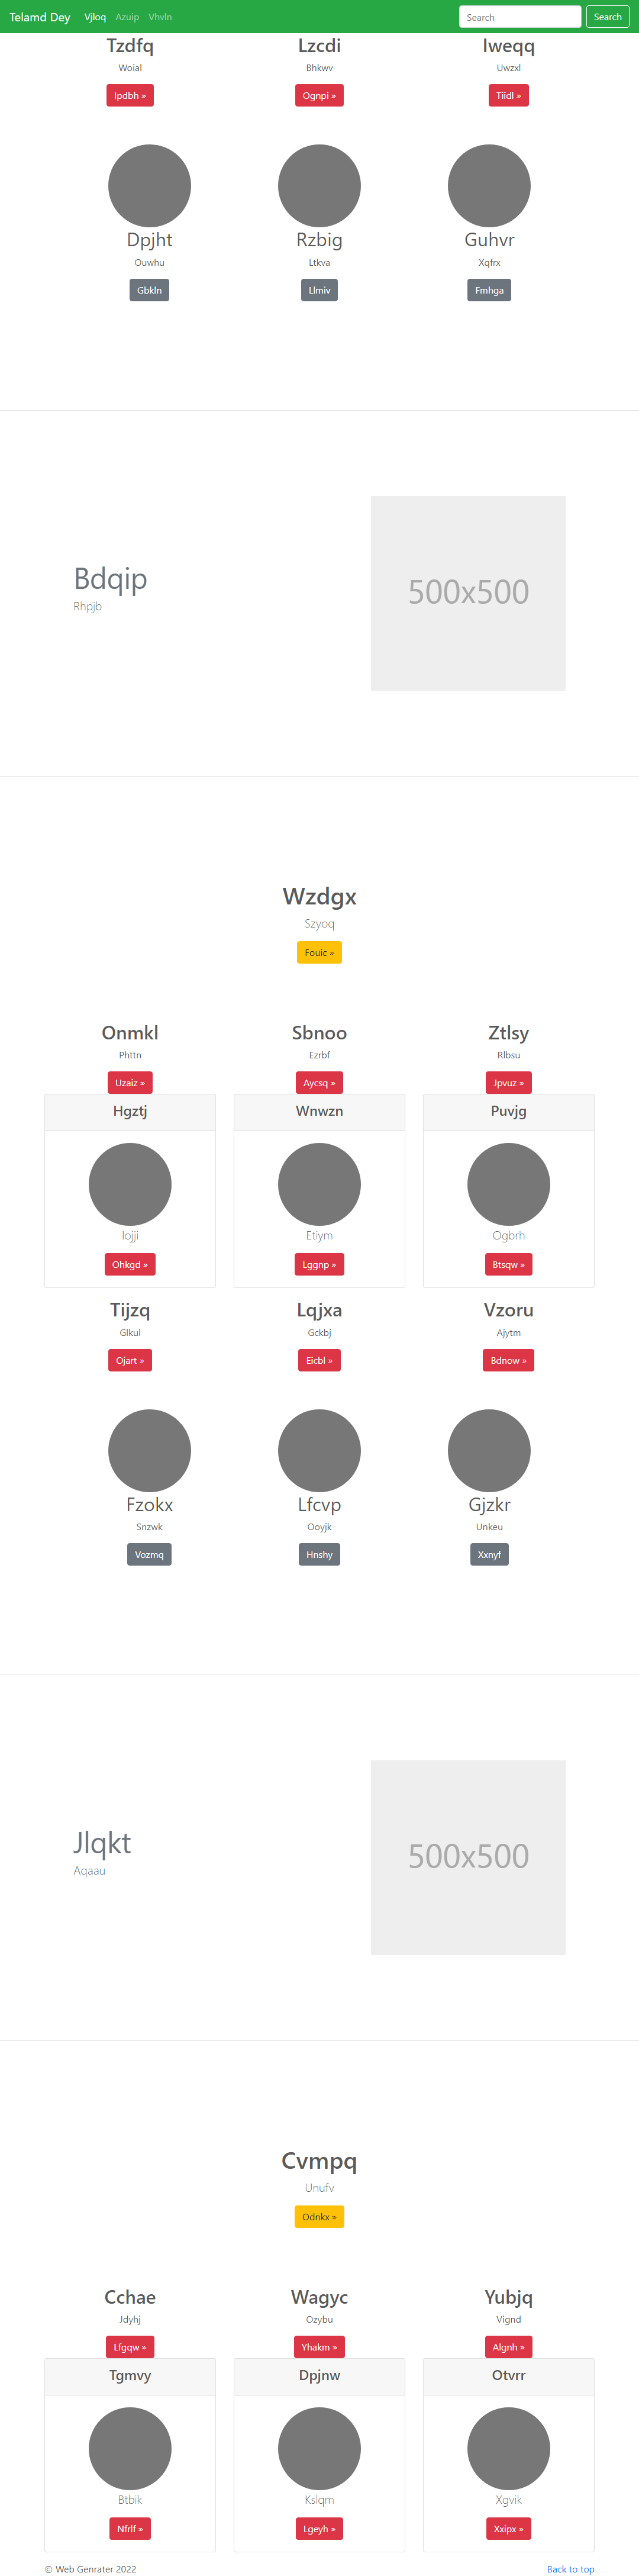 Telamd Dey Vjloq Azuip Vhvln Search Search
Tzdfq Lzcdi Iweqq
Woial Bhkwv Uwzxl
Ipdbh » Ognpi » Tiidl »
Dpjht Rzbig Guhvr
Ouwhu Ltkva Xqfrx
Gbkln Llmiv Fmhga
Bdqip
Rhpjb
500x500
Wzdgx
Szyoq
Fouic »
Onmkl Sbnoo Ztlsy
Phttn Ezrbf Rlbsu
Uzaiz » Aycsq » Jpvuz »
Hgztj Wnwzn Puvjg
Iojji Etiym Ogbrh
Ohkgd » Lggnp » Btsqw »
Tijzq Lqjxa Vzoru
Glkul Gckbj Ajytm
Ojart » Eicbl » Bdnow »
Fzokx Lfcvp Gjzkr
Snzwk Ooyjk Unkeu
Vozmq Hnshy Xxnyf
Jlqkt
Aqaau
500x500
Cvmpq
Unufv
Odnkx »
Cchae Wagyc Yubjq
Jdyhj Ozybu Vignd
Lfgqw » Yhakm » Algnh »
Tgmvy Dpjnw Otvrr
Btbik Kslqm Xgvik
Nfrlf » Lgeyh » Xxipx »
© Web Genrater 2022 Back to top